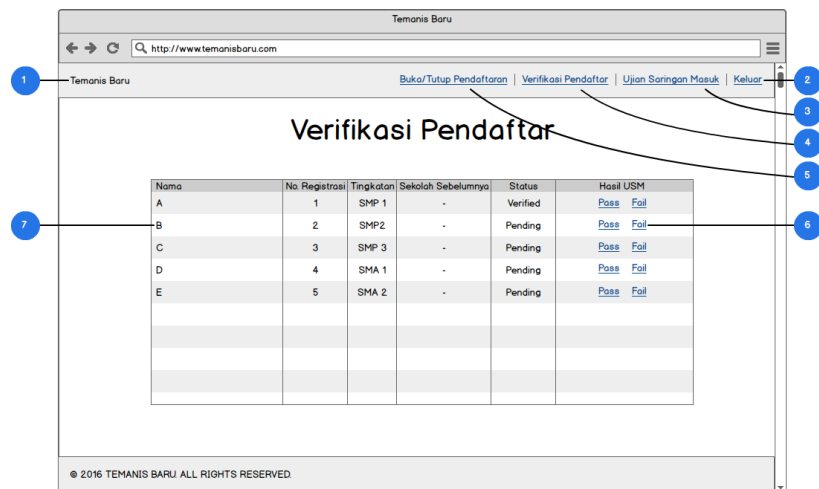 Temanis Baru
http://www.temanisbaru.com
1 Temanis Baru Buka/Tutup Pendaftaran | Verifikasi Pendaftar | Ujian Saringan Masuk | Keluar 2
3
4
5
Verifikasi Pendaftar
Nama No. Registrasi Tingkatan Sekolah Sebelumnya Status Hasil USM
A 1 SMP 1 - Verified Pass Fail
7 B 2 SMP2 - Pending Pass Fail 6
C 3 SMP 3 - Pending Pass Fail
D 4 SMA 1 - Pending Pass Fail
E 5 SMA 2 - Pending Pass Fail
© 2016 TEMANIS BARU. ALL RIGHTS RESERVED.